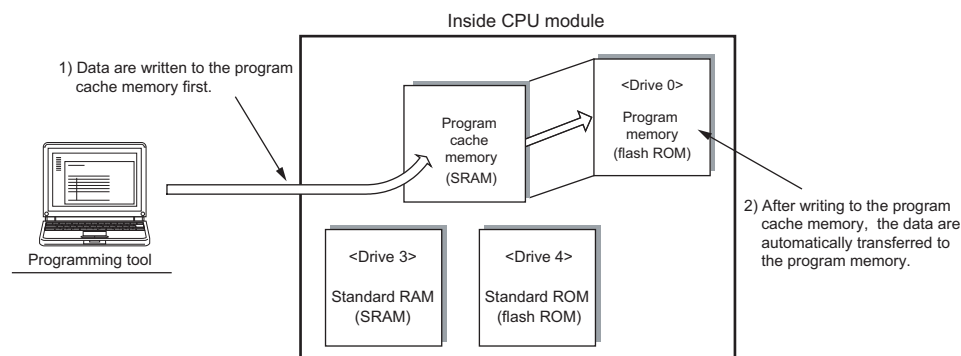 Inside CPU module
1) Data are written to the program
cache memory first.
<Drive 0>
Program
memory
(flash ROM)
Program
cache
memory
(SRAM)
2) After writing to the program
cache memory, the data are
automatically transferred to
the program memory.
Programming tool
<Drive 3>
Standard RAM
(SRAM)
<Drive 4>
Standard ROM
(flash ROM)